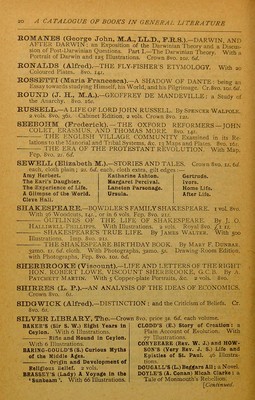 20 A CATALOGUE OF BOOKS IN GENERAL LITERATURE
ROMANES (George John, M.A., LL.D., F.R.S.).—DARWIN, AND
AFTER DARWIN: an Exposition of the Darwinian Theory and a Discus-
sion of Post-Darwinian Questions. Part I.—The Darwinian Theory. With a
Portrait of Darwin and 125 Illustrations. Crown 8vo. 10s. 6d.
RONALDS (Alfred).—THE FLY-FISHER'S ETYMOLOGY. With 20
Coloured Plates. 8vo. 14s.
ROSSETTI (Maria Francesca).—A SHADOW OF DANTE: being an
Essay towards studying Himself, his World, and his Pilgrimage. Cr. 8vo. 10s. 6d.
ROUND (J. H., M.A.).—GEOFFREY DE MANDEVILLE: a Study of
the Anarchy. 8vo. 16s.
RUSSELL.—A LIFE OF LORD JOHN RUSSELL. By SPENCER WALPOLE.
2 vols. 8vo. 36s. Cabinet Edition, 2 vols. Crown 8vo. 12s.
SEEBOHM (Frederick).—THE OXFORD REFORMERS—JOHN
COLET, ERASMUS, AND THOMAS MORE. 8vo. 14s.
—— THE ENGLISH VILLAGE COMMUNITY Examined in its Re-
lations to the Manorial and Tribal Systems, &c. 13 Maps and Plates. 8vo. 16s.
—— THE ERA OF THE PROTESTANT REVOLUTION. With Map.
Fcp. 8vo. 2s. 6d.
SEWELL (Elizabeth M.).—STORIES AND TALES. Crown 8vo. 1s. 6d.
each, cloth plain; 2s. 6d. each, cloth extra, gilt edges:—
Amy Herbert. Katharine Ashton. Gertrude.
The Earl's Daughter. Margaret Percival. Ivors.
The Experience of Life. Laneton Parsonage. Home Life.
A Glimpse of the World. Ursula. After Life.
Cleve Hall.
SHAKESPEARE.—BOWDLER'S FAMILY SHAKESPEARE. 1 vol. 8vo.
With 36 Woodcuts, 14s., or in 6 vols. Fcp. 8vo. 21s.
—— OUTLINES OF THE LIFE OF SHAKESPEARE. By J. O.
HALLIWELL-PHILLIPPS. With Illustrations. 2 vols. Royal 8vo. £1 1s.
—— SHAKESPEARE'S TRUE LIFE. By JAMES WALTER. With 500
Illustrations. Imp. 8vo. 21s.
—— THE SHAKESPEARE BIRTHDAY BOOK. By MARY F. DUNBAR.
32mo. 1s. 6d. cloth. With Photographs, 32mo. 5s. Drawing-Room Edition,
with Photographs, Fcp. 8vo. 10s. 6d.
SHERBROOKE (Viscount).—LIFE AND LETTERS OF THE RIGHT
HON. ROBERT LOWE, VISCOUNT SHERBROOKE, G.C.B. By A.
PATCHETT MARTIN. With 5 Copper-plate Portraits, &c. 2 vols. 8vo.
SHIRRES (L. P.).—AN ANALYSIS OF THE IDEAS OF ECONOMICS.
Crown 8vo. 6s.
SIDGWICK (Alfred).—DISTINCTION: and the Criticism of Beliefs. Cr.
8vo. 6s.
SILVER LIBRARY, The.—Crown 8vo. price 3s. 6d. each volume.
BAKER'S (Sir S. W.) Eight Years in
Ceylon. With 6 Illustrations.
—— Rifle and Hound in Ceylon.
With 6 Illustrations.
BARING-GOULD'S (S.) Curious Myths
of the Middle Ages.
—— Origin and Development of
Religious Belief. 2 vols.
BRASSEY'S (Lady) A Voyage in the
'Sunbeam'. With 66 Illustrations.
CLODD'S (E.) Story of Creation: a
Plain Account of Evolution. With
77 Illustrations.
CONYBEARE (Rev. W. J.) and HOW-
SON'S (Very Rev. J. S.) Life and
Epistles of St. Paul. 46 Illustra-
tions.
DOUGALL'S (L.) Beggars All: a Novel.
DOYLE'S (A. Conan) Micah Clarke: a
Tale of Monmouth's Rebellion.
[Continued.